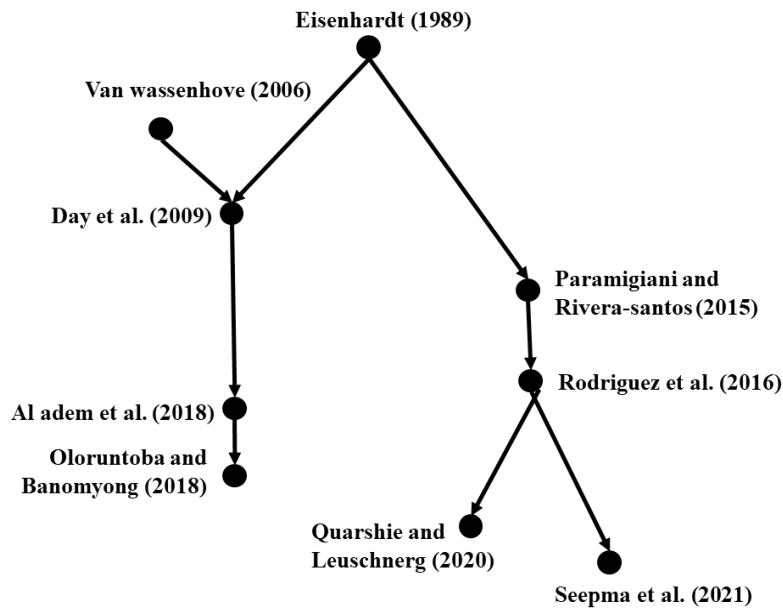 Eisenhardt (1989)
Van wassenhove (2006)
Day et al. (2009)
Paramigiani and
Rivera-santos (2015)
Rodriguez et al. (2016)
Al adem et al. (2018)
Oloruntoba and
Banomyong (2018)
Quarshie and
Leuschnerg (2020)
Seepma et al. (2021)